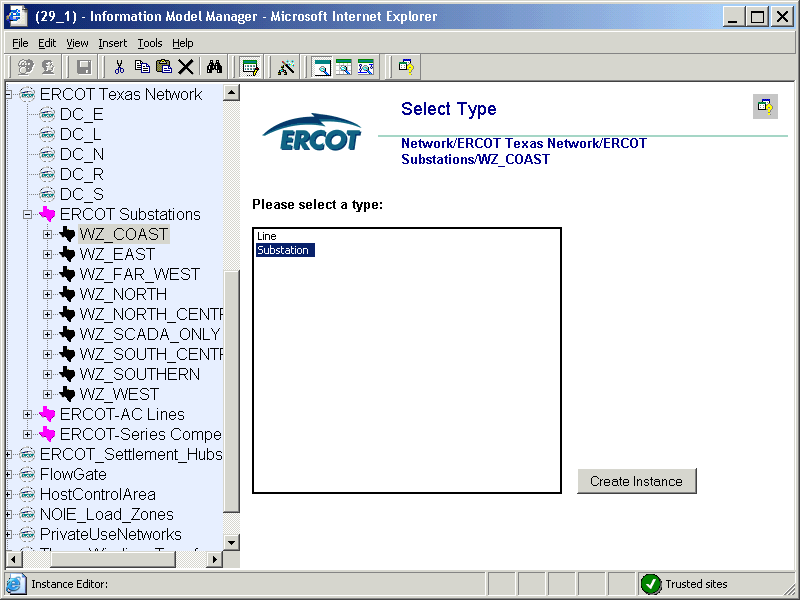 (29_1) - Information Model Manager - Microsoft Internet Explorer
File Edit View Insert Tools Help
ERCOT Texas Network
DC_E
DC_L
DC_N
DC_R
DC_S
ERCOT Substations
WZ_COAST
WZ_EAST
WZ_FAR_WEST
WZ_NORTH
WZ_NORTH_CENTR
WZ_SCADA_ONLY
WZ_SOUTH_CENTR
WZ_SOUTHERN
WZ_WEST
ERCOT-AC Lines
ERCOT-Series Compe
ERCOT_Settlement_Hubs
FlowGate
HostControlArea
NOIE_Load_Zones
PrivateUseNetworks
ERCOT
Select Type
Network/ERCOT Texas Network/ERCOT
Substations/WZ_COAST
Please select a type:
Line
Substation
Create Instance
Instance Editor:
Trusted sites